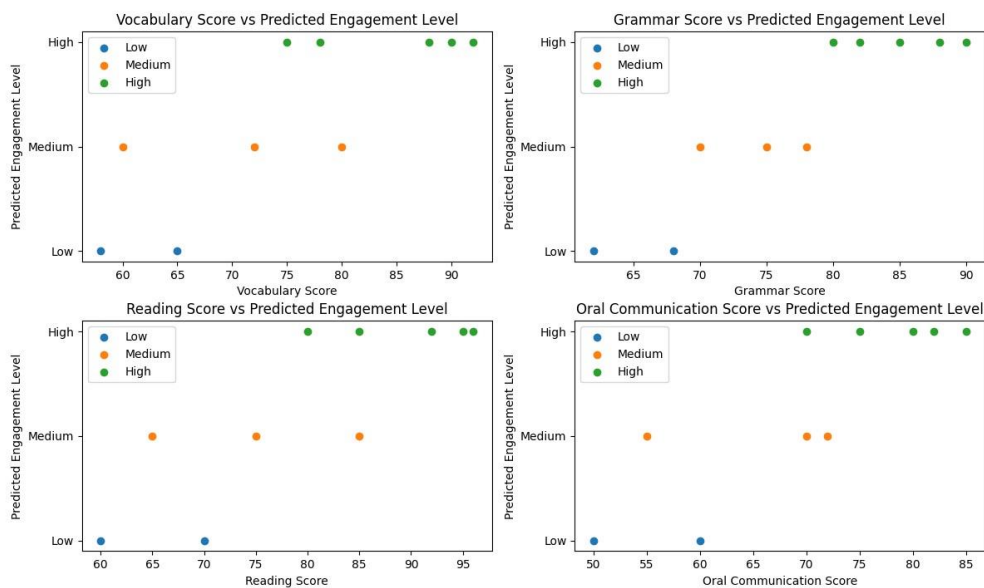 Vocabulary Score vs Predicted Engagement Level
High
Medium
Low
Predicted Engagement Level
Low
Medium
High
60 65 70 75 80 85 90
Vocabulary Score
Grammar Score vs Predicted Engagement Level
High
Medium
Low
Predicted Engagement Level
Low
Medium
High
65 70 75 80 85 90
Grammar Score
Reading Score vs Predicted Engagement Level
High
Medium
Low
Predicted Engagement Level
Low
Medium
High
60 65 70 75 80 85 90 95
Reading Score
Oral Communication Score vs Predicted Engagement Level
High
Medium
Low
Predicted Engagement Level
Low
Medium
High
50 55 60 65 70 75 80 85
Oral Communication Score